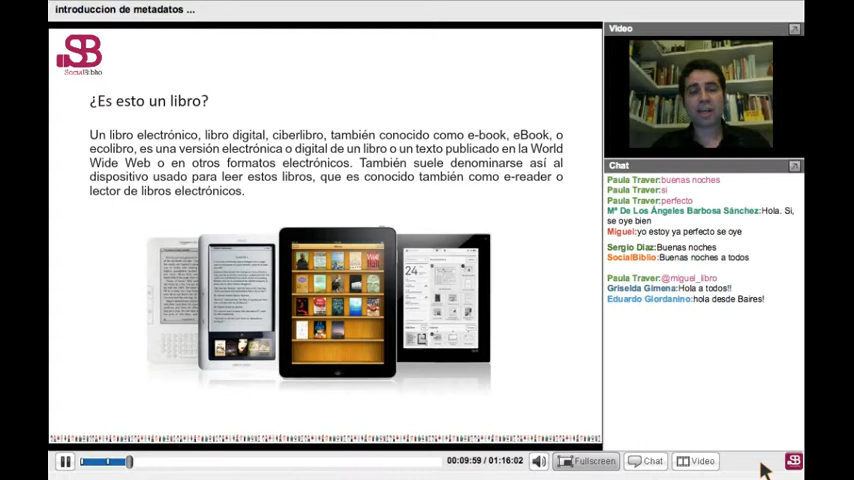 introduccion de metadatos ...
SB
SocialBiblio
¿Es esto un libro?
Un libro electrónico, libro digital, ciberlibro, también conocido como e-book, eBook, o
ecolibro, es una versión electrónica o digital de un libro o un texto publicado en la World
Wide Web o en otros formatos electrónicos. También suele denominarse así al
dispositivo usado para leer estos libros, que es conocido también como e-reader o
lector de libros electrónicos.
24
Video
Chat
Paula Traver:buenas noches
Paula Traver:si
Paula Traver:perfecto
Mª De Los Ángeles Barbosa Sánchez:Hola. Si,
se oye bien
Miguel:yo estoy ya perfecto se oye
Sergio Diaz:Buenas noches
SocialBiblio:Buenas noches a todos
Paula Traver:@miguel_libro
Griselda Gimena:Hola a todos!!
Eduardo Giordanino:hola desde Baires!
00:09:59 / 01:16:02
Fullscreen
Chat
Video
SB